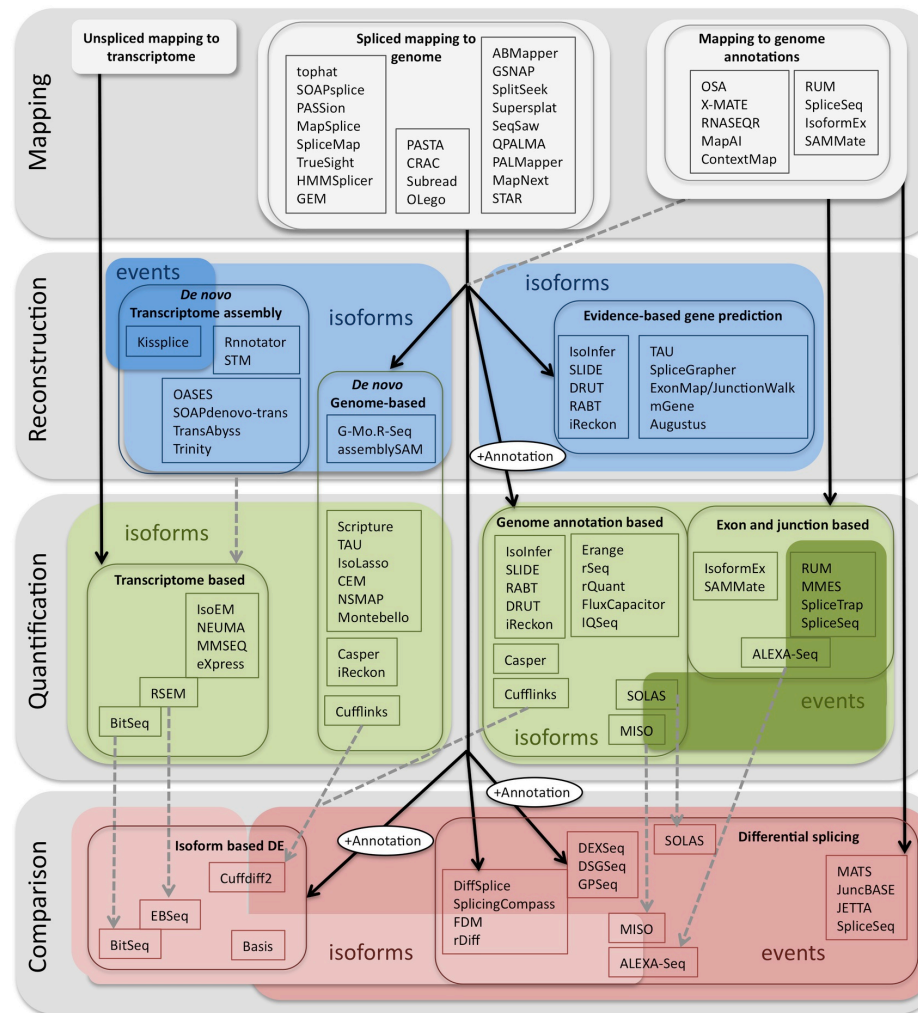 Mapping
Unspliced mapping to
transcriptome
Spliced mapping to
genome
tophat
SOAPsplice
PASSion
MapSplice
SpliceMap
TrueSight
HMMSplicer
GEM
PASTA
CRAC
Subread
OLego
ABMapper
GSNAP
SplitSeek
Supersplat
SeqSaw
QPALMA
PALMapper
MapNext
STAR
Mapping to genome
annotations
OSA
X-MATE
RNASEQR
MapAI
ContextMap
RUM
SpliceSeq
IsoformEx
SAMMate
Reconstruction
events
De novo
Transcriptome assembly
isoforms
Kissplice
Rnnotator
STM
OASES
SOAPdenovo-trans
TransAbyss
Trinity
De novo
Genome-based
G-Mo.R-Seq
assemblySAM
isoforms
Evidence-based gene prediction
IsoInfer
SLIDE
DRUT
RABT
iReckon
TAU
SpliceGrapher
ExonMap/JunctionWalk
mGene
Augustus
+Annotation
Quantification
isoforms
Transcriptome based
IsoEM
NEUMA
MMSEQ
eXpress
RSEM
BitSeq
Scripture
TAU
IsoLasso
CEM
NSMAP
Montebello
Casper
iReckon
Cufflinks
Genome annotation based
IsoInfer
SLIDE
RABT
DRUT
iReckon
Erange
rSeq
rQuant
FluxCapacitor
IQSeq
Casper
Cufflinks
SOLAS
MISO
isoforms
Exon and junction based
IsoformEx
SAMMate
RUM
MMES
SpliceTrap
SpliceSeq
ALEXA-Seq
events
Comparison
+Annotation
+Annotation
Isoform based DE
Cuffdiff2
EBSeq
BitSeq
Basis
isoforms
Differential splicing
DiffSplice
SplicingCompass
FDM
rDiff
DEXSeq
DSGSeq
GPSeq
SOLAS
MISO
ALEXA-Seq
MATS
JuncBASE
JETTA
SpliceSeq
events